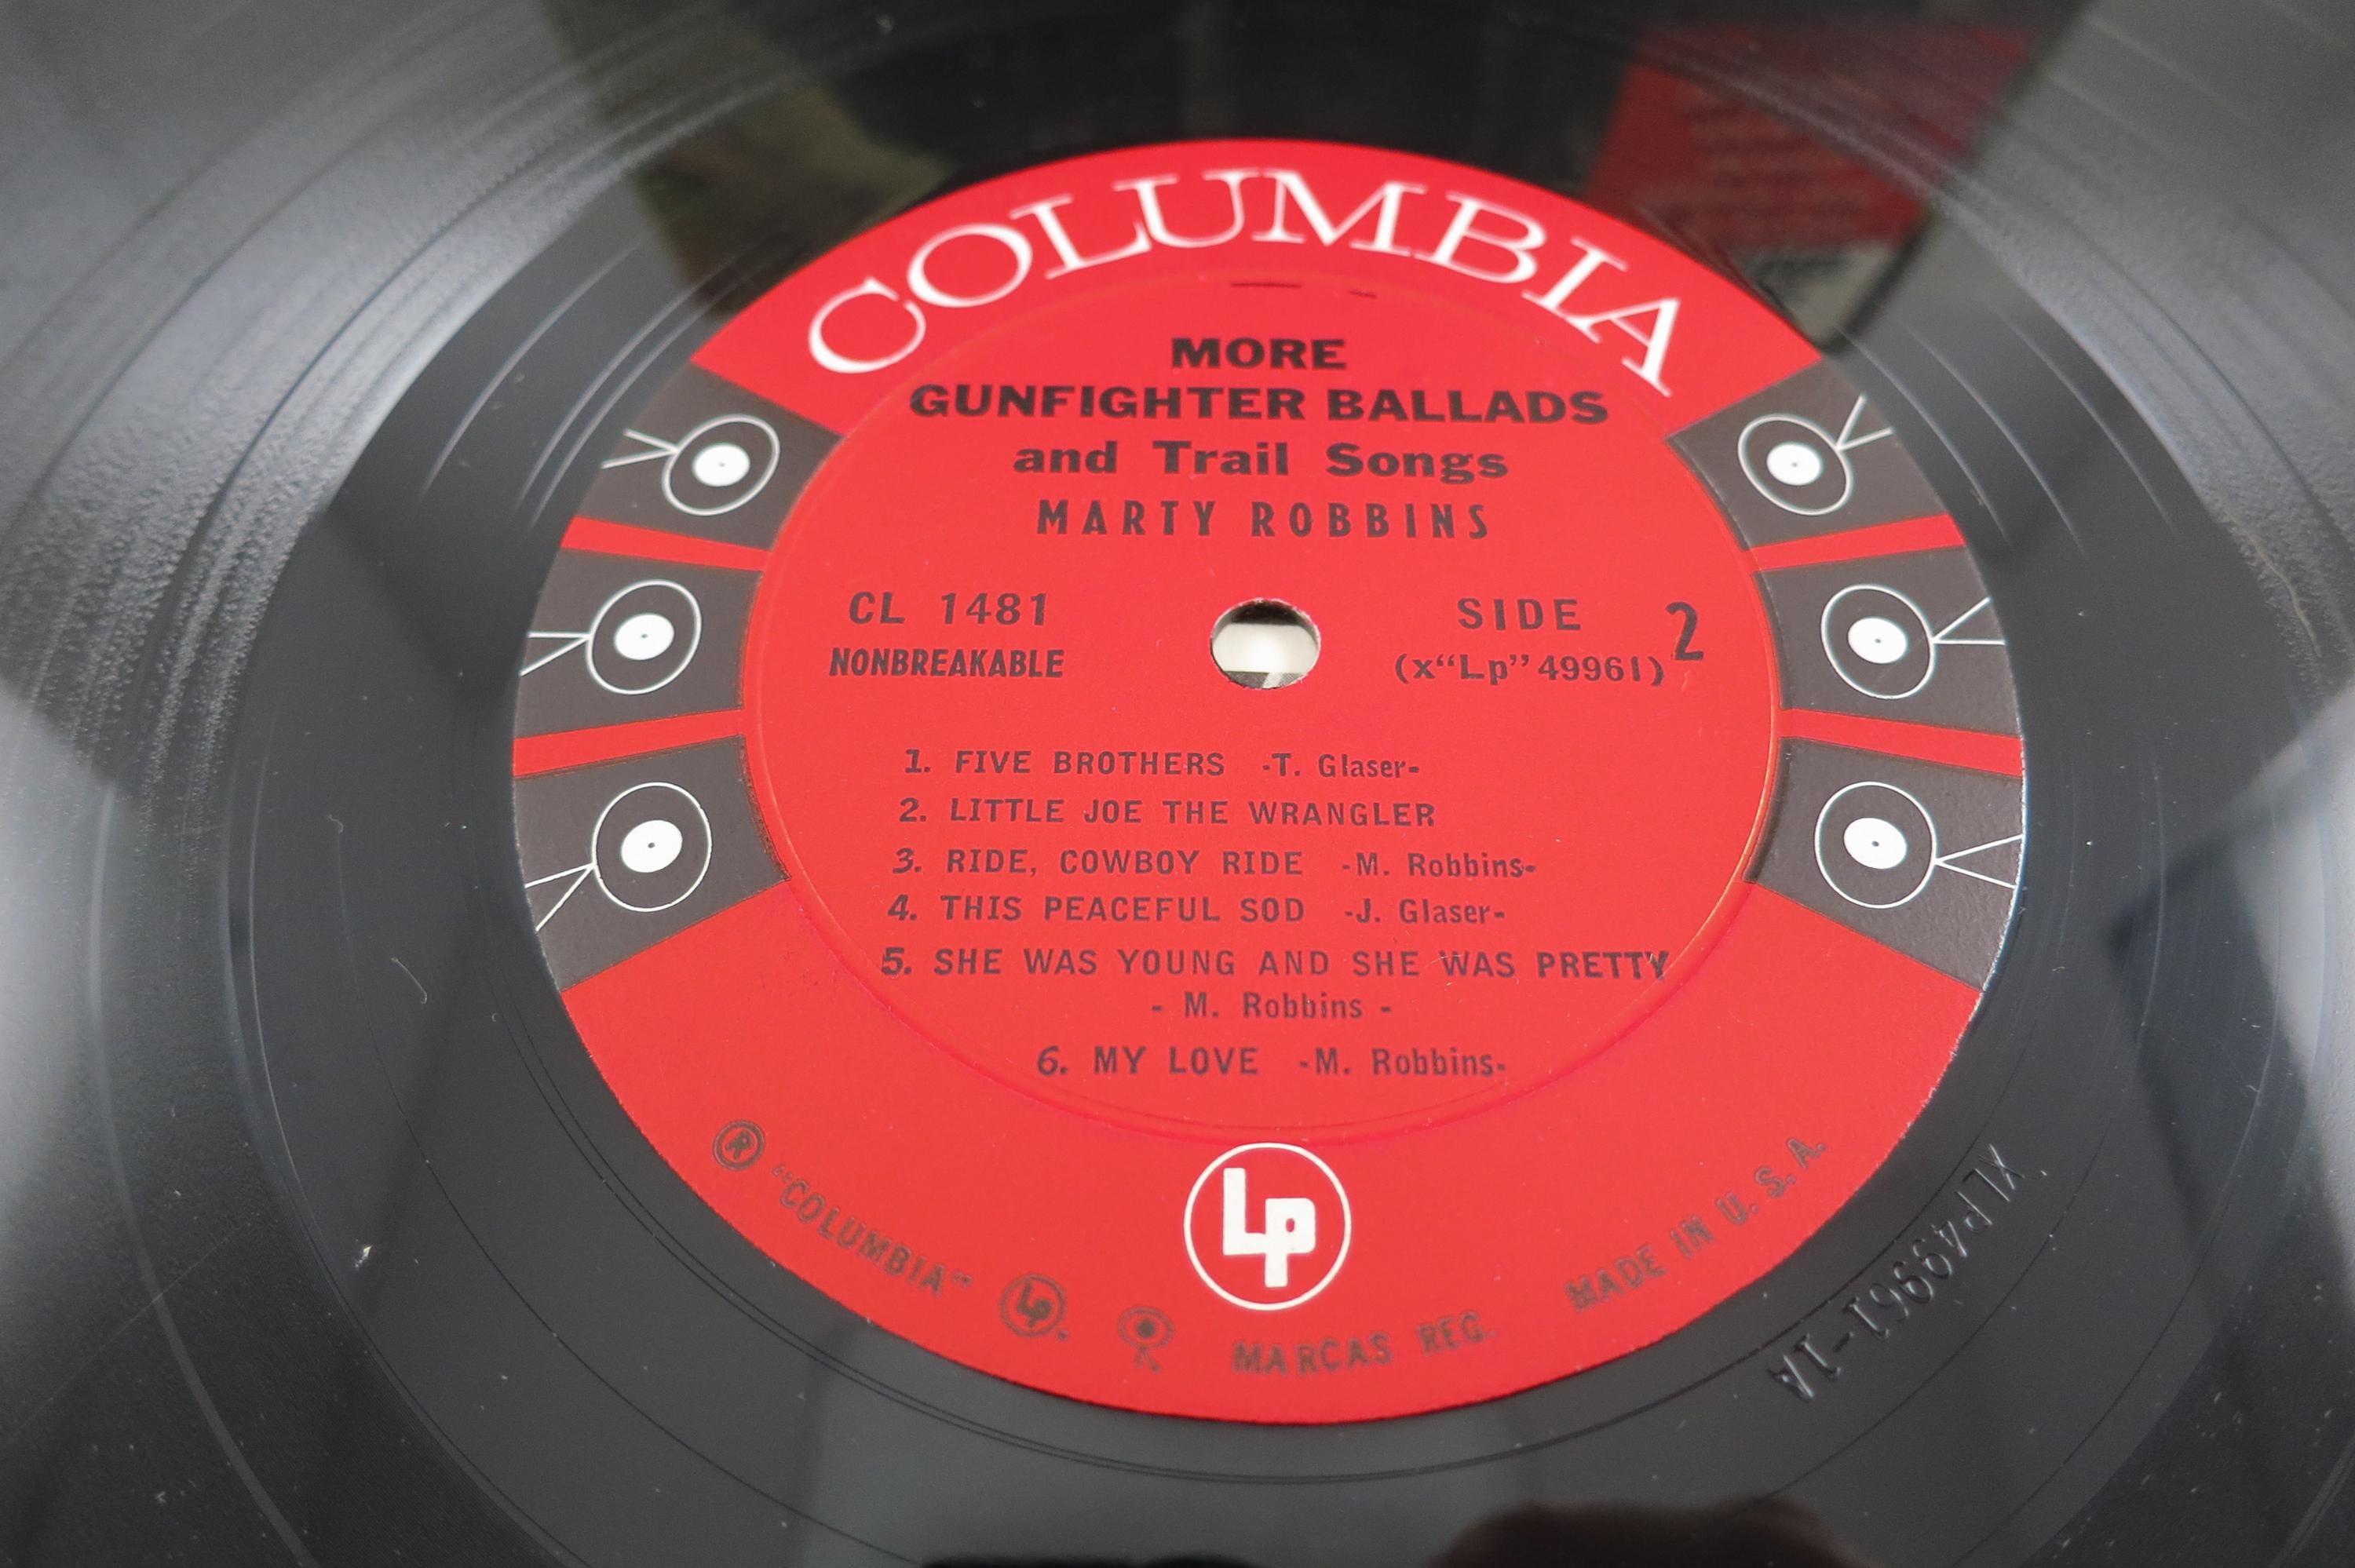 COLUMBIA
MORE
GUNFIGHTER BALLADS
and Trail Songs
MARTY ROBBINS
CL 1481
NONBREAKABLE
SIDE 2
(x“Lp”49961)
1. FIVE BROTHERS -T. Glaser-
2. LITTLE JOE THE WRANGLER
3. RIDE, COWBOY RIDE -M. Robbins-
4. THIS PEACEFUL SOD -J. Glaser-
5. SHE WAS YOUNG AND SHE WAS PRETTY
- M. Robbins -
6. MY LOVE -M. Robbins-
Lp
® “COLUMBIA” Lp MARCAS REG. MADE IN U. S. A.
XLP49961-1A